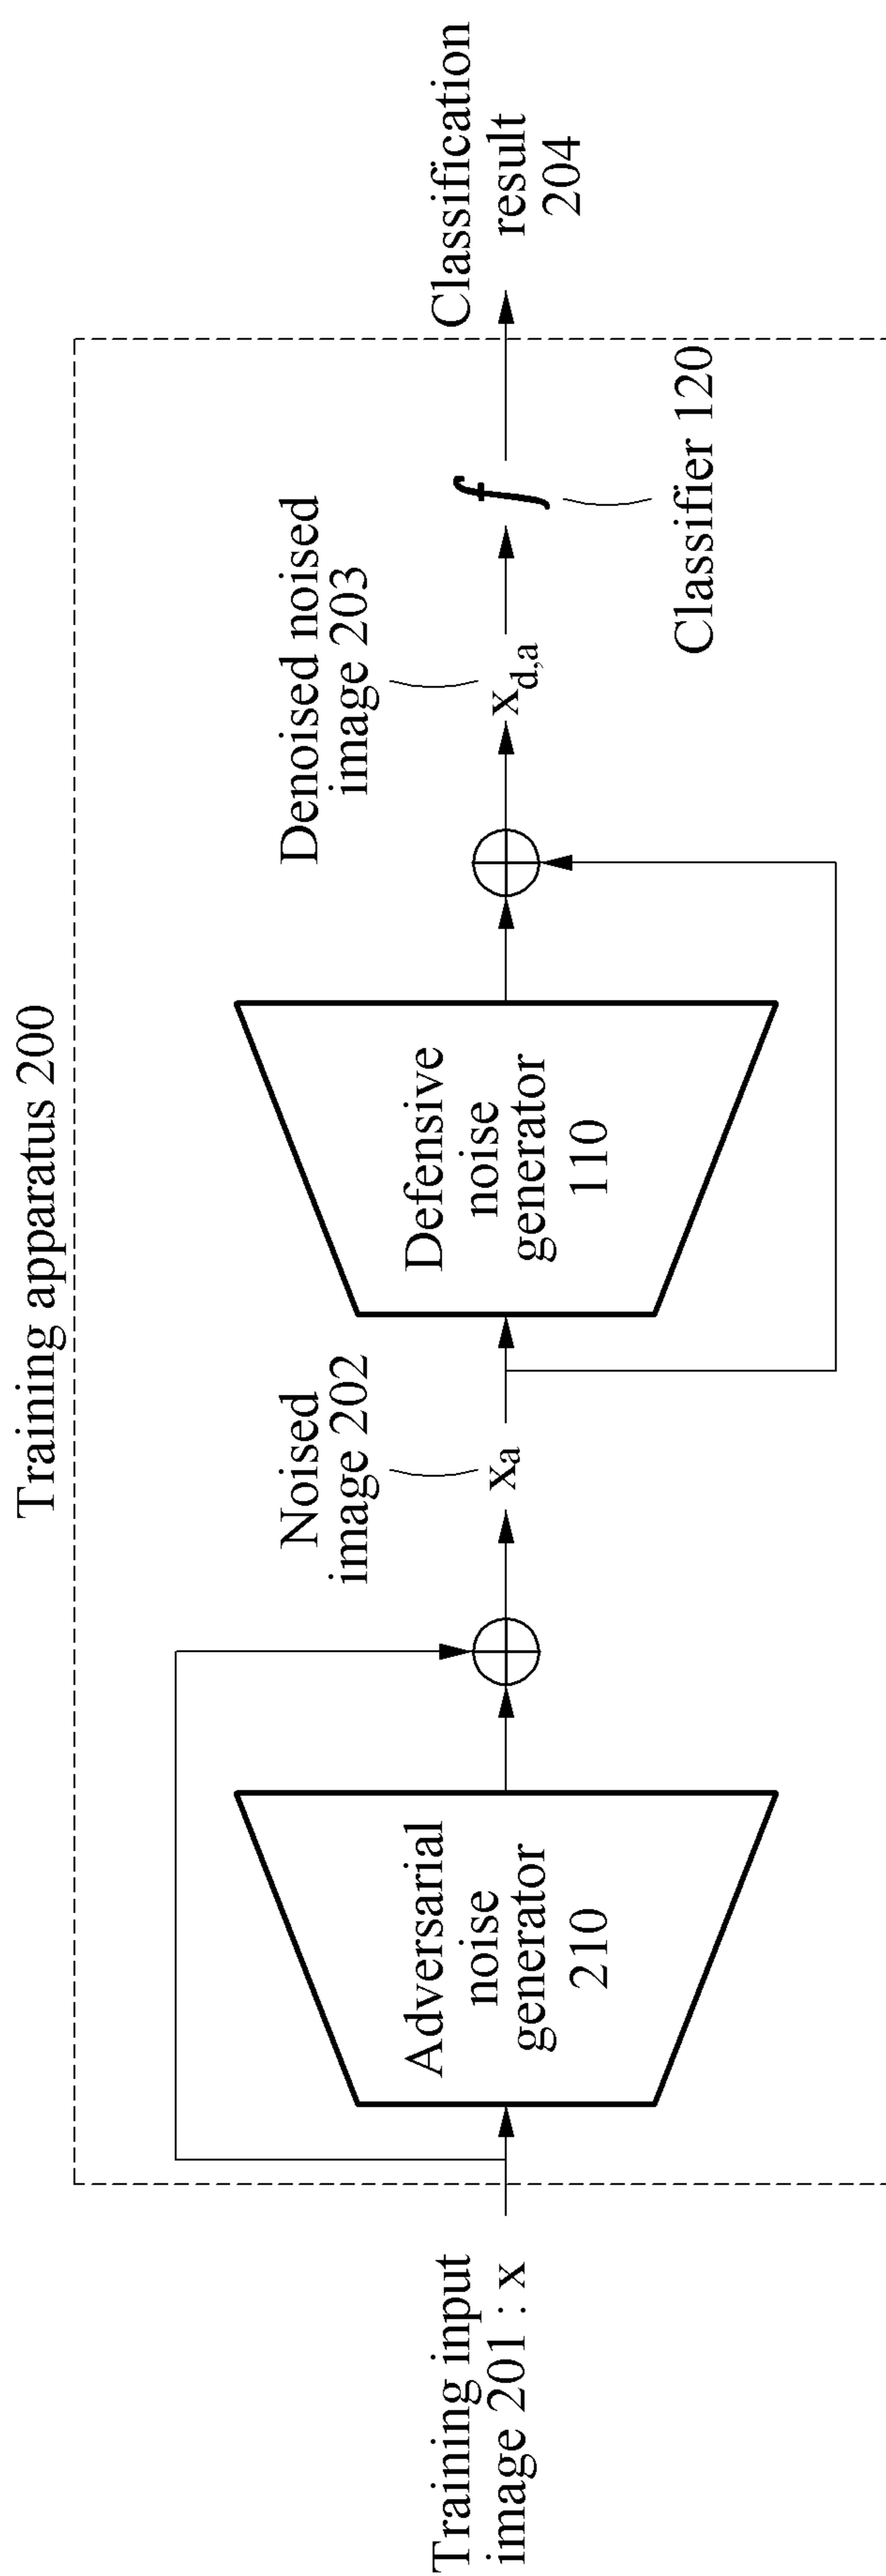 Training apparatus 200
Training input
image 201 : x
Adversarial
noise
generator
210
Noised
image 202
xa
Defensive
noise
generator
110
Denoised noised
image 203
xd,a
f
Classifier 120
Classification
result
204